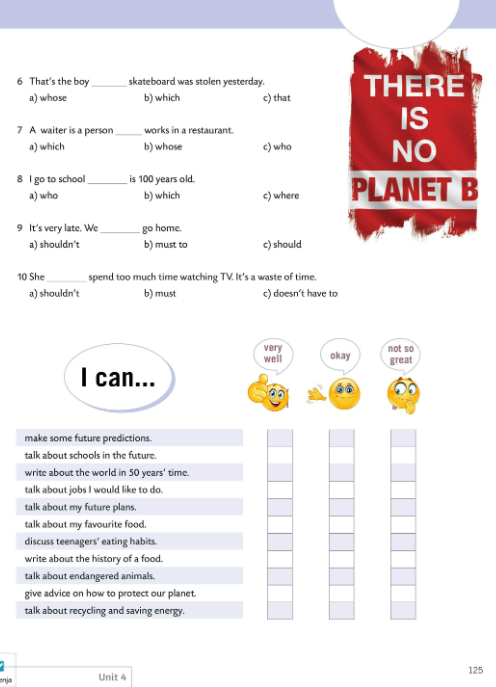 6 That's the boy ________ skateboard was stolen yesterday.
a) whose b) which c) that
7 A waiter is a person ______ works in a restaurant.
a) which b) whose c) who
8 I go to school _________ is 100 years old.
a) who b) which c) where
9 It's very late. We _________ go home.
a) shouldn't b) must to c) should
10 She _________ spend too much time watching TV. It's a waste of time.
a) shouldn't b) must c) doesn't have to
THERE
IS
NO
PLANET B
I can...
very
well
okay
not so
great
make some future predictions.
talk about schools in the future.
write about the world in 50 years' time.
talk about jobs I would like to do.
talk about my future plans.
talk about my favourite food.
discuss teenagers' eating habits.
write about the history of a food.
talk about endangered animals.
give advice on how to protect our planet.
talk about recycling and saving energy.
enja
Unit 4
125